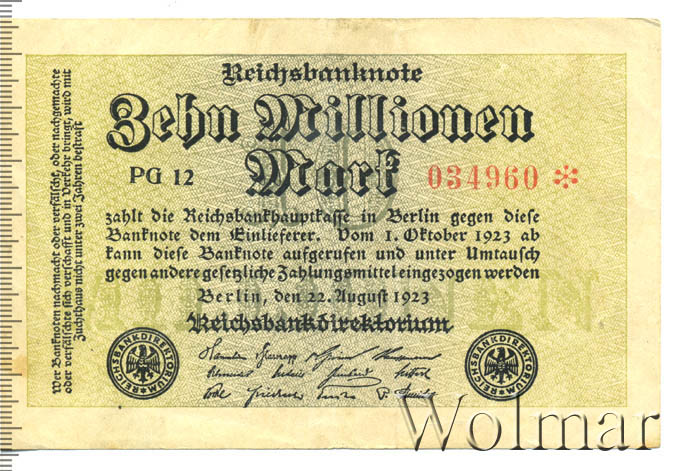 Reichsbanknote
Zehn Millionen
Mark
PG 12
034960 *
zahlt die Reichsbankhauptkasse in Berlin gegen diese
Banknote dem Einlieferer. Vom 1. Oktober 1923 ab
kann diese Banknote aufgerufen und unter Umtausch
gegen andere gesetzliche Zahlungsmittel eingezogen werden
Berlin, den 22. August 1923
Reichsbankdirektorium
Wer Banknoten nachmacht oder verfälscht, oder nachgemachte
oder verfälschte sich verschafft und in Verkehr bringt, wird mit
Zuchthaus nicht unter zwei Jahren bestraft
REICHSBANKDIREKTORIUM
REICHSBANKDIREKTORIUM
Wolmar